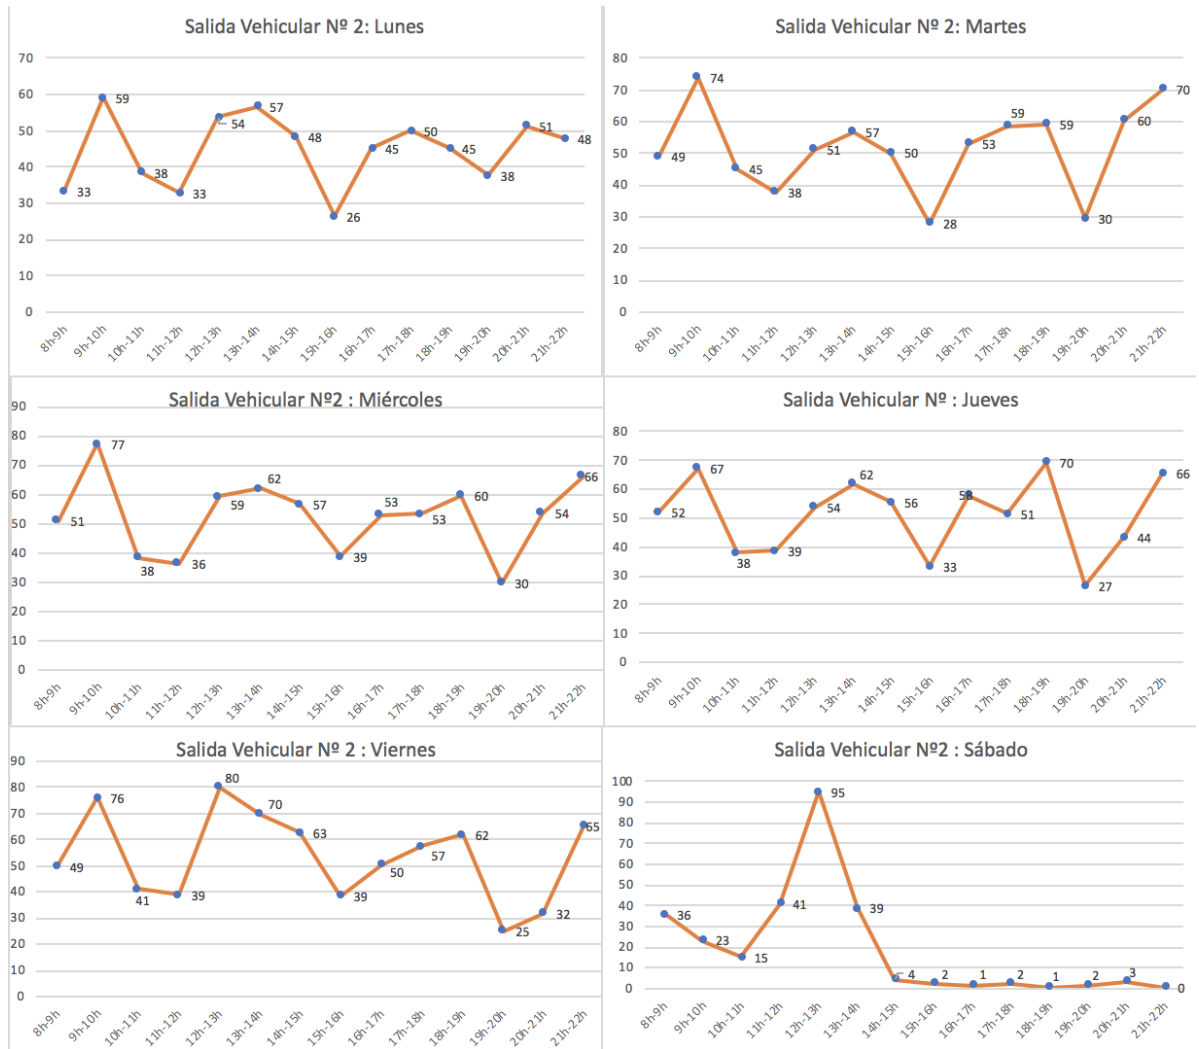 Salida Vehicular Nº 2: Lunes
70
60
50
40
30
20
10
0
33
59
38
33
54
57
48
26
45
50
45
38
51
48
8h-9h
9h-10h
10h-11h
11h-12h
12h-13h
13h-14h
14h-15h
15h-16h
16h-17h
17h-18h
18h-19h
19h-20h
20h-21h
21h-22h
Salida Vehicular Nº 2: Martes
80
70
60
50
40
30
20
10
0
49
74
45
38
51
57
50
28
53
59
59
30
60
70
8h-9h
9h-10h
10h-11h
11h-12h
12h-13h
13h-14h
14h-15h
15h-16h
16h-17h
17h-18h
18h-19h
19h-20h
20h-21h
21h-22h
Salida Vehicular Nº2 : Miércoles
90
80
70
60
50
40
30
20
10
0
51
77
38
36
59
62
57
39
53
53
60
30
54
66
8h-9h
9h-10h
10h-11h
11h-12h
12h-13h
13h-14h
14h-15h
15h-16h
16h-17h
17h-18h
18h-19h
19h-20h
20h-21h
21h-22h
Salida Vehicular Nº : Jueves
80
70
60
50
40
30
20
10
0
52
67
38
39
54
62
56
33
58
51
70
27
44
66
8h-9h
9h-10h
10h-11h
11h-12h
12h-13h
13h-14h
14h-15h
15h-16h
16h-17h
17h-18h
18h-19h
19h-20h
20h-21h
21h-22h
Salida Vehicular Nº 2 : Viernes
90
80
70
60
50
40
30
20
10
0
49
76
41
39
80
70
63
39
50
57
62
25
32
65
8h-9h
9h-10h
10h-11h
11h-12h
12h-13h
13h-14h
14h-15h
15h-16h
16h-17h
17h-18h
18h-19h
19h-20h
20h-21h
21h-22h
Salida Vehicular Nº2 : Sábado
100
90
80
70
60
50
40
30
20
10
0
36
23
15
41
95
39
4
2
1
2
1
2
3
0
8h-9h
9h-10h
10h-11h
11h-12h
12h-13h
13h-14h
14h-15h
15h-16h
16h-17h
17h-18h
18h-19h
19h-20h
20h-21h
21h-22h